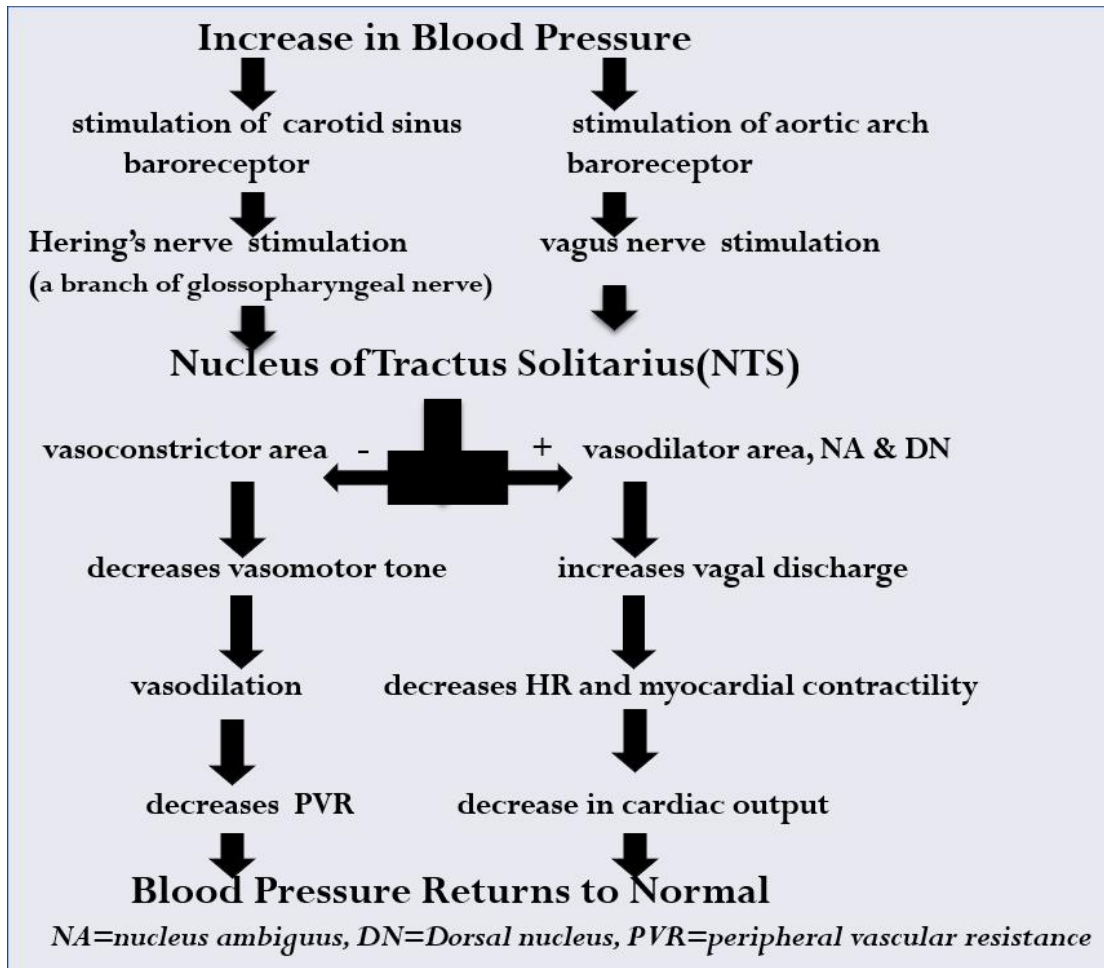 Increase in Blood Pressure
stimulation of carotid sinus
baroreceptor
stimulation of aortic arch
baroreceptor
Hering's nerve stimulation
(a branch of glossopharyngeal nerve)
vagus nerve stimulation
Nucleus of Tractus Solitarius(NTS)
vasoconstrictor area -
+ vasodilator area, NA & DN
decreases vasomotor tone
increases vagal discharge
vasodilation
decreases HR and myocardial contractility
decreases PVR
decrease in cardiac output
Blood Pressure Returns to Normal
NA=nucleus ambiguus, DN=Dorsal nucleus, PVR=peripheral vascular resistance